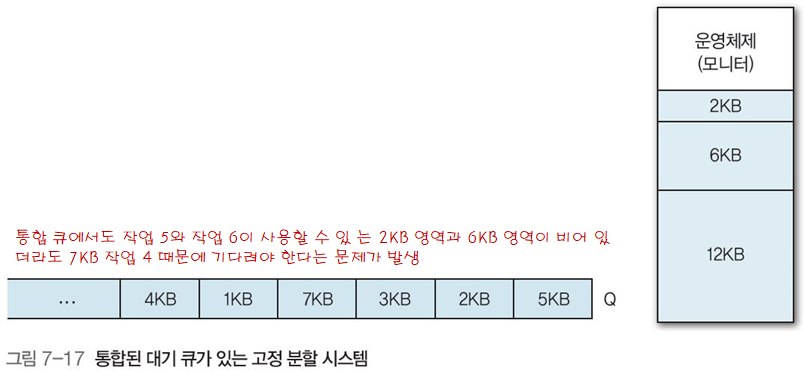 운영체제
(모니터)
2KB
6KB
12KB
통합 큐에서도 작업 5와 작업 6이 사용할 수 있 는 2KB 영역과 6KB 영역이 비어 있
더라도 7KB 작업 4 때문에 기다려야 한다는 문제가 발생
... 4KB 1KB 7KB 3KB 2KB 5KB Q
그림 7-17 통합된 대기 큐가 있는 고정 분할 시스템